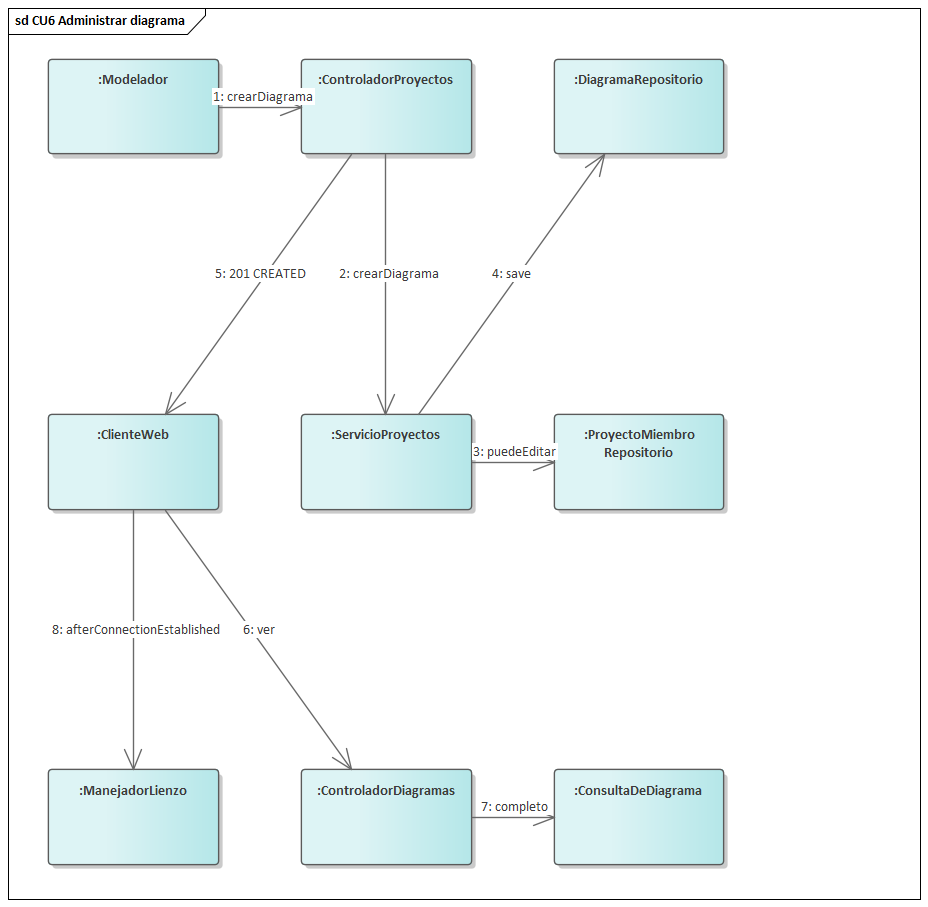 sd CU6 Administrar diagrama
:Modelador
:ControladorProyectos
:DiagramaRepositorio
1: crearDiagrama
5: 201 CREATED
2: crearDiagrama
4: save
:ClienteWeb
:ServicioProyectos
:ProyectoMiembro
Repositorio
3: puedeEditar
8: afterConnectionEstablished
6: ver
:ManejadorLienzo
:ControladorDiagramas
:ConsultaDeDiagrama
7: completo